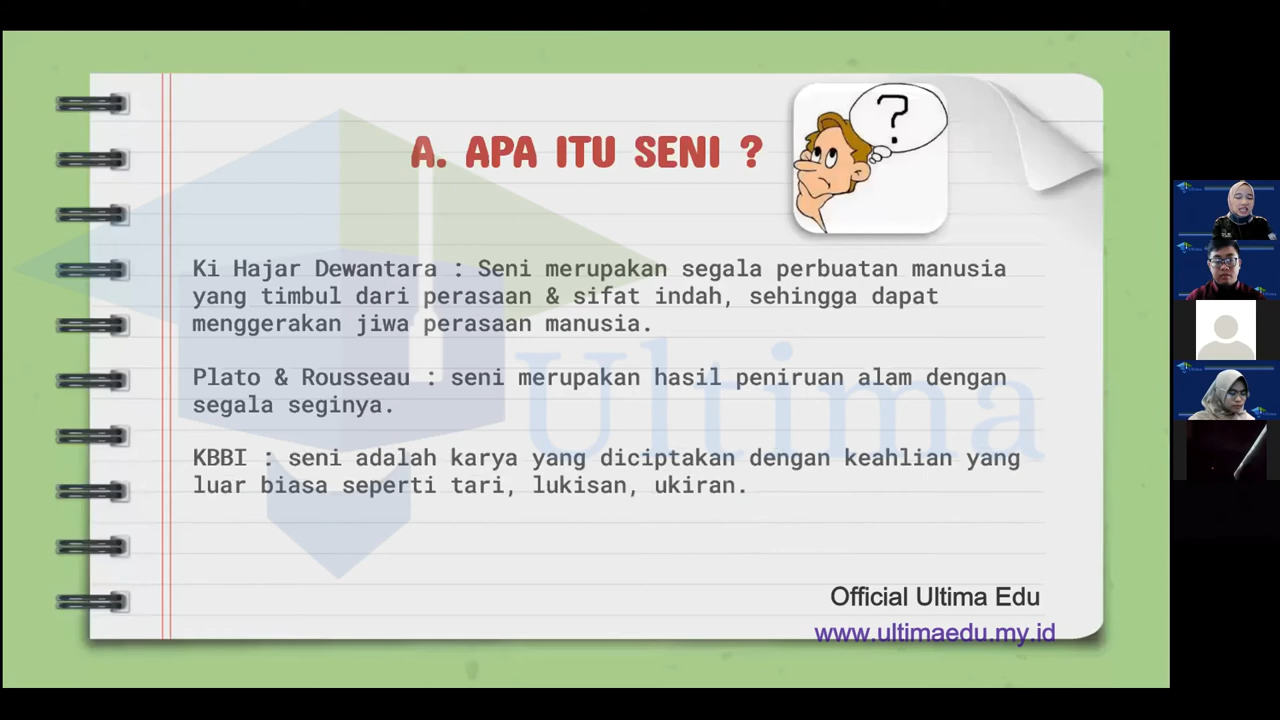 A. APA ITU SENI ?
?
Ki Hajar Dewantara : Seni merupakan segala perbuatan manusia
yang timbul dari perasaan & sifat indah, sehingga dapat
menggerakan jiwa perasaan manusia.
Plato & Rousseau : seni merupakan hasil peniruan alam dengan
segala seginya.
KBBI : seni adalah karya yang diciptakan dengan keahlian yang
luar biasa seperti tari, lukisan, ukiran.
Ultima
Official Ultima Edu
www.ultimaedu.my.id